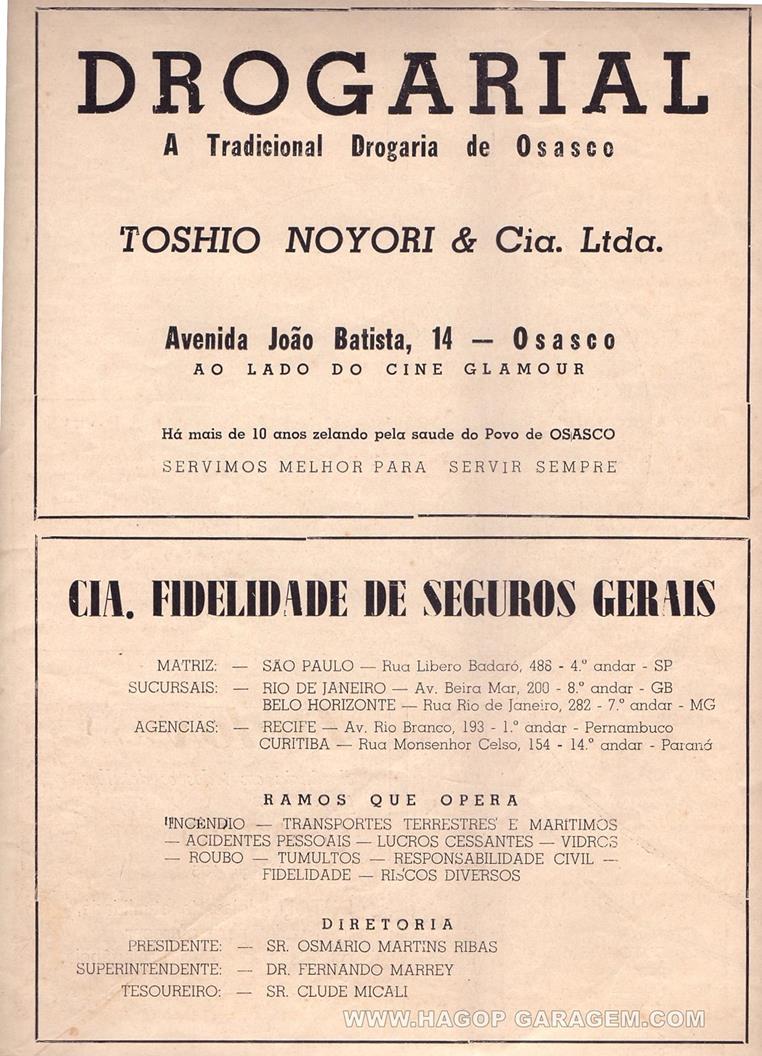 DROGARIAL
A Tradicional Drogaria de Osasco
TOSHIO NOYORI & Cia. Ltda.
Avenida João Batista, 14 — Osasco
AO LADO DO CINE GLAMOUR
Há mais de 10 anos zelando pela saude do Povo de OSASCO
SERVIMOS MELHOR PARA SERVIR SEMPRE
CIA. FIDELIDADE DE SEGUROS GERAIS
MATRIZ: — SÃO PAULO — Rua Libero Badaró, 488 - 4.º andar - SP
SUCURSAIS: — RIO DE JANEIRO — Av. Beira Mar, 200 - 8.º andar - GB
BELO HORIZONTE — Rua Rio de Janeiro, 282 - 7.º andar - MG
AGENCIAS: — RECIFE — Av. Rio Branco, 193 - 1.º andar - Pernambuco
CURITIBA — Rua Monsenhor Celso, 154 - 14.º andar - Paraná
RAMOS QUE OPERA
INCÊNDIO — TRANSPORTES TERRESTRES E MARITIMOS
— ACIDENTES PESSOAIS — LUCROS CESSANTES — VIDROS
— ROUBO — TUMULTOS — RESPONSABILIDADE CIVIL —
FIDELIDADE — RISCOS DIVERSOS
DIRETORIA
PRESIDENTE: — SR. OSMÁRIO MARTINS RIBAS
SUPERINTENDENTE: — DR. FERNANDO MARREY
TESOUREIRO: — SR. CLUDE MICALI
WWW.HAGOP GARAGEM.COM